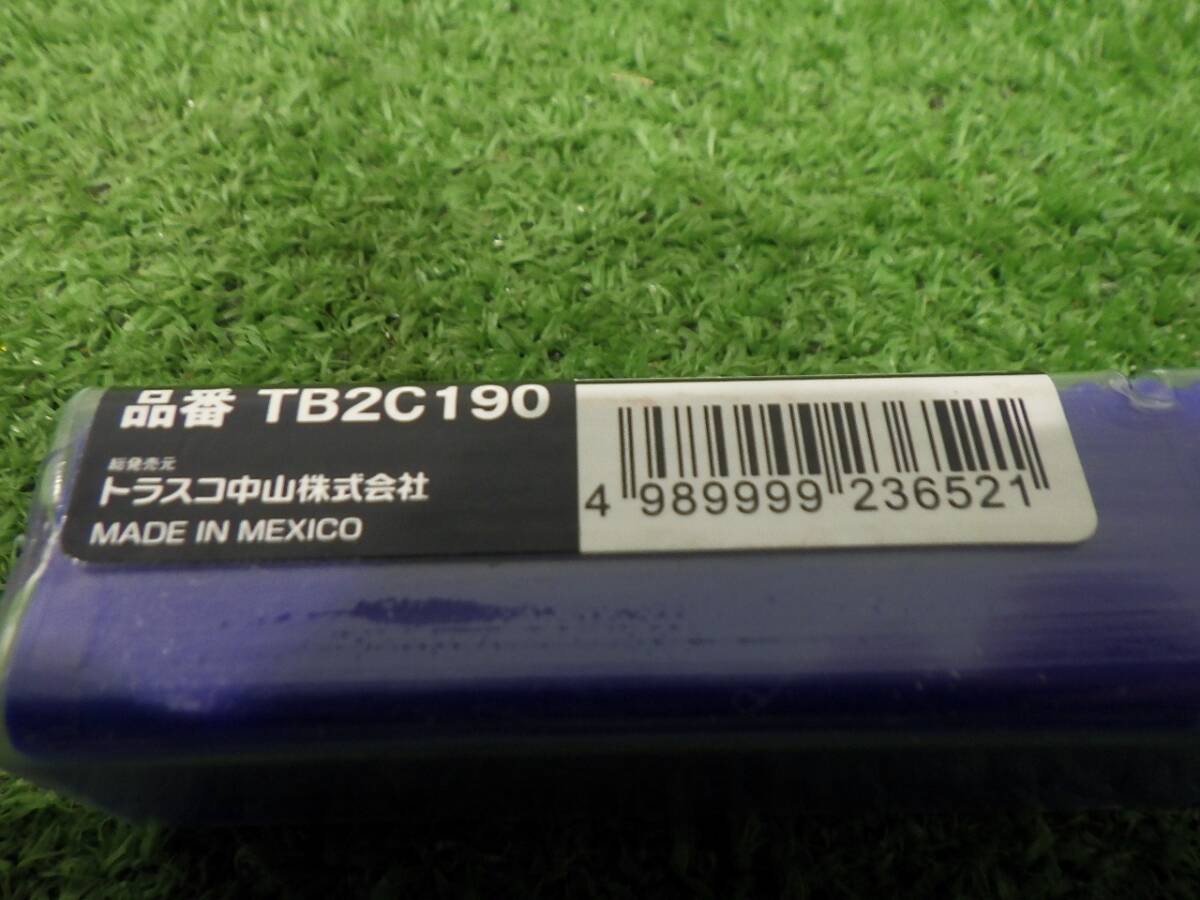 品番 TB2C190
総発売元
トラスコ中山株式会社
MADE IN MEXICO
4 989999 236521